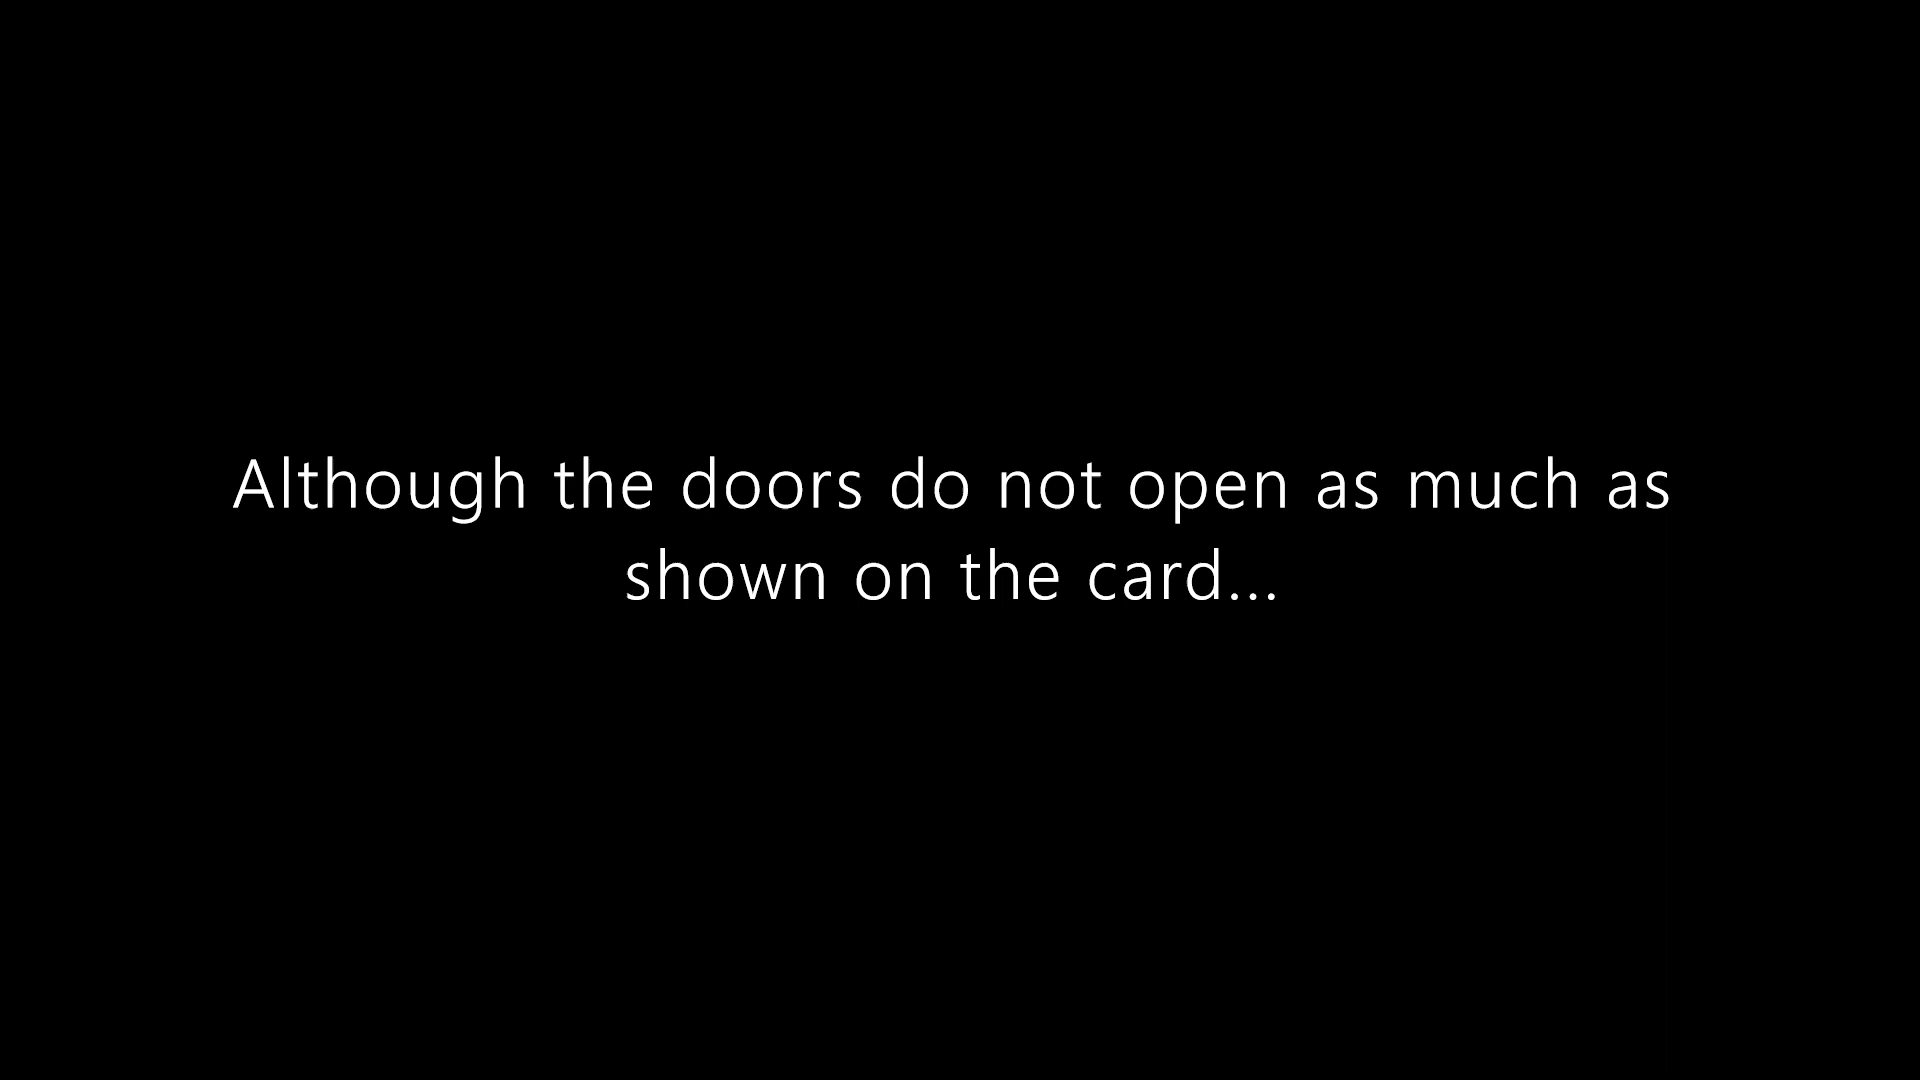 Although the doors do not open as much as
shown on the card...